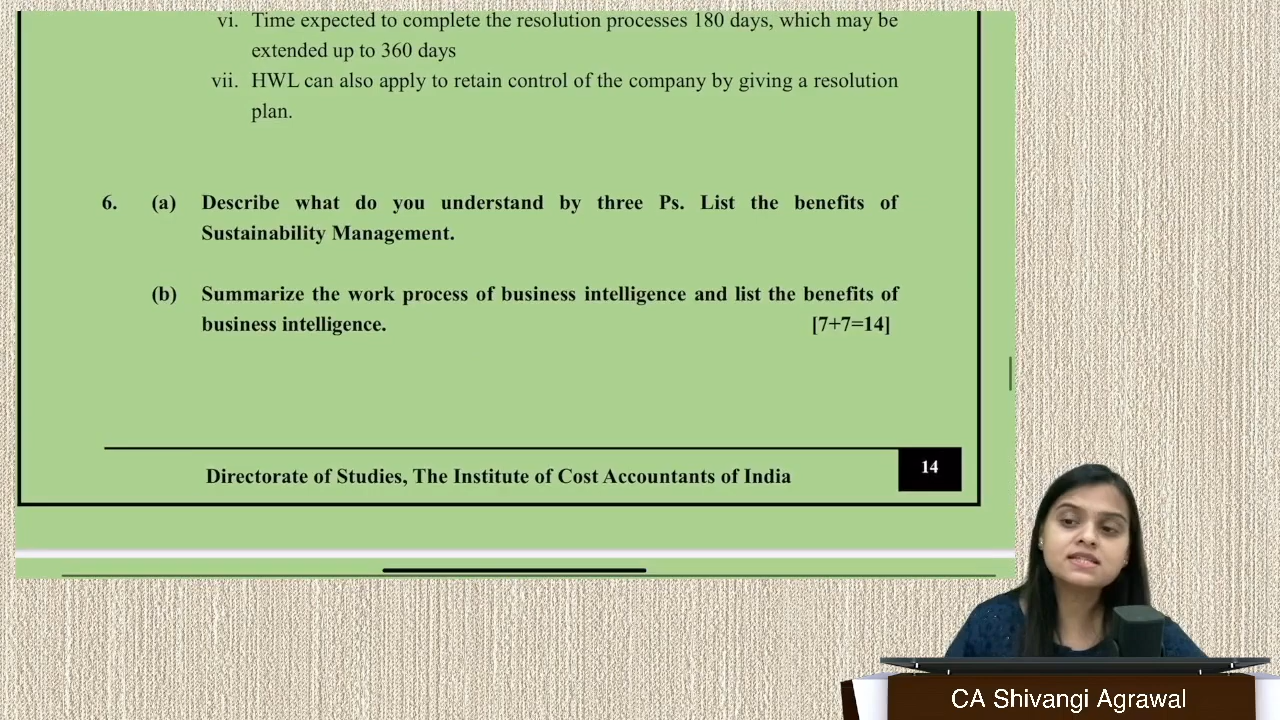 vi. Time expected to complete the resolution processes 180 days, which may be
extended up to 360 days
vii. HWL can also apply to retain control of the company by giving a resolution
plan.
6. (a) Describe what do you understand by three Ps. List the benefits of
Sustainability Management.
(b) Summarize the work process of business intelligence and list the benefits of
business intelligence. [7+7=14]
Directorate of Studies, The Institute of Cost Accountants of India
14
CA Shivangi Agrawal